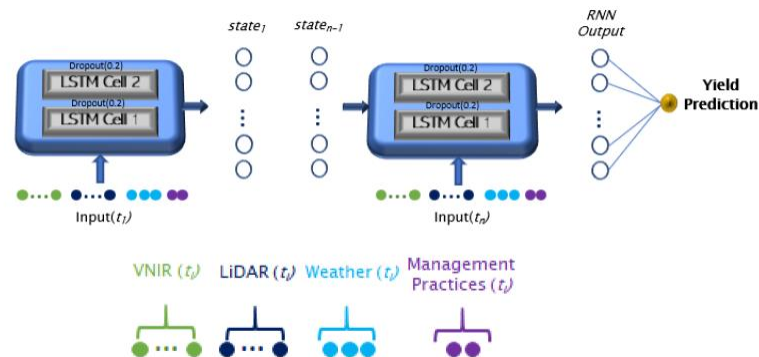 state1
staten-1
RNN
Output
Dropout(0.2)
LSTM Cell 2
Dropout(0.2)
LSTM Cell 1
Dropout(0.2)
LSTM Cell 2
Dropout(0.2)
LSTM Cell 1
Yield
Prediction
Input(t1)
Input(tn)
VNIR (ti)
LiDAR (ti)
Weather (ti)
Management
Practices (ti)